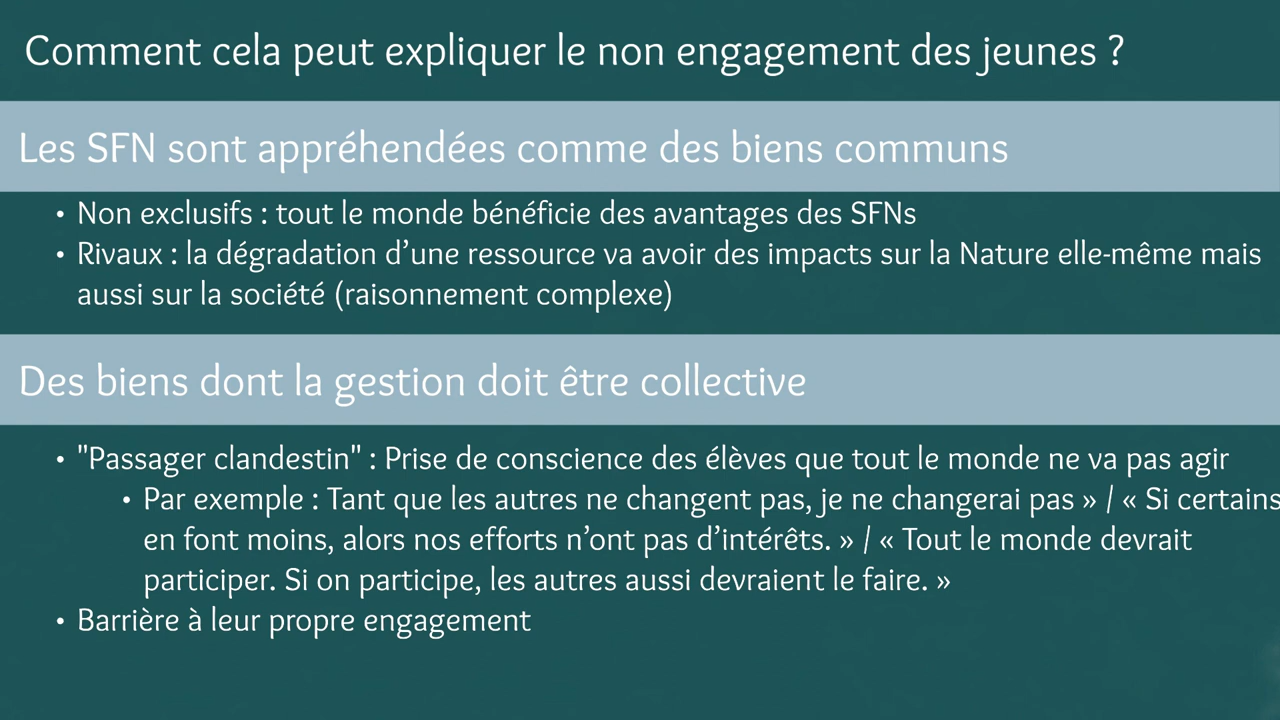 Comment cela peut expliquer le non engagement des jeunes ?
Les SFN sont appréhendées comme des biens communs
• Non exclusifs : tout le monde bénéficie des avantages des SFNs
• Rivaux : la dégradation d’une ressource va avoir des impacts sur la Nature elle-même mais
aussi sur la société (raisonnement complexe)
Des biens dont la gestion doit être collective
• "Passager clandestin" : Prise de conscience des élèves que tout le monde ne va pas agir
• Par exemple : Tant que les autres ne changent pas, je ne changerai pas » / « Si certains
en font moins, alors nos efforts n’ont pas d’intérêts. » / « Tout le monde devrait
participer. Si on participe, les autres aussi devraient le faire. »
• Barrière à leur propre engagement